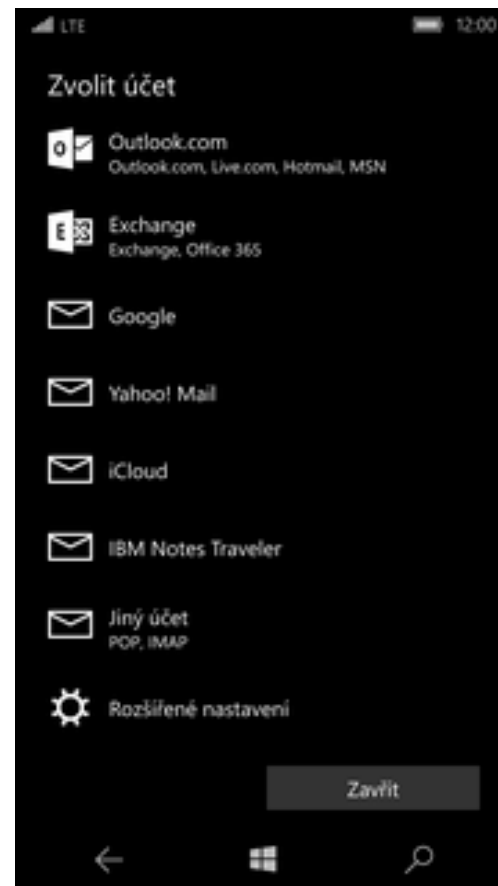 LTE 12:00
Zvolit účet
Outlook.com
Outlook.com, Live.com, Hotmail, MSN
Exchange
Exchange, Office 365
Google
Yahoo! Mail
iCloud
IBM Notes Traveler
Jiný účet
POP, IMAP
Rozšířené nastavení
Zavřít